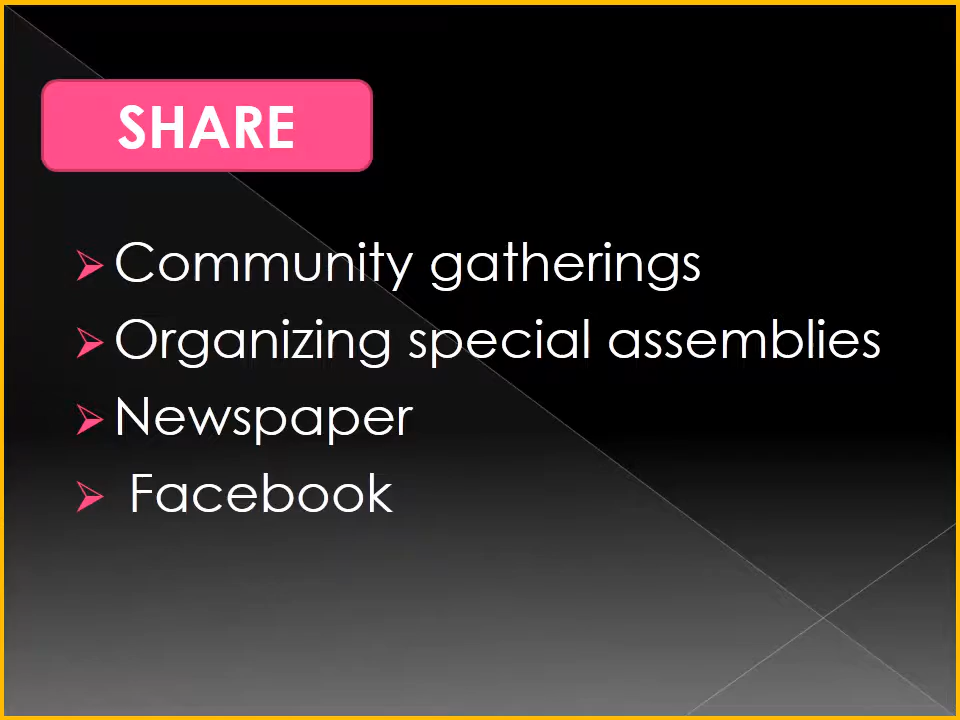 SHARE
Community gatherings
Organizing special assemblies
Newspaper
Facebook